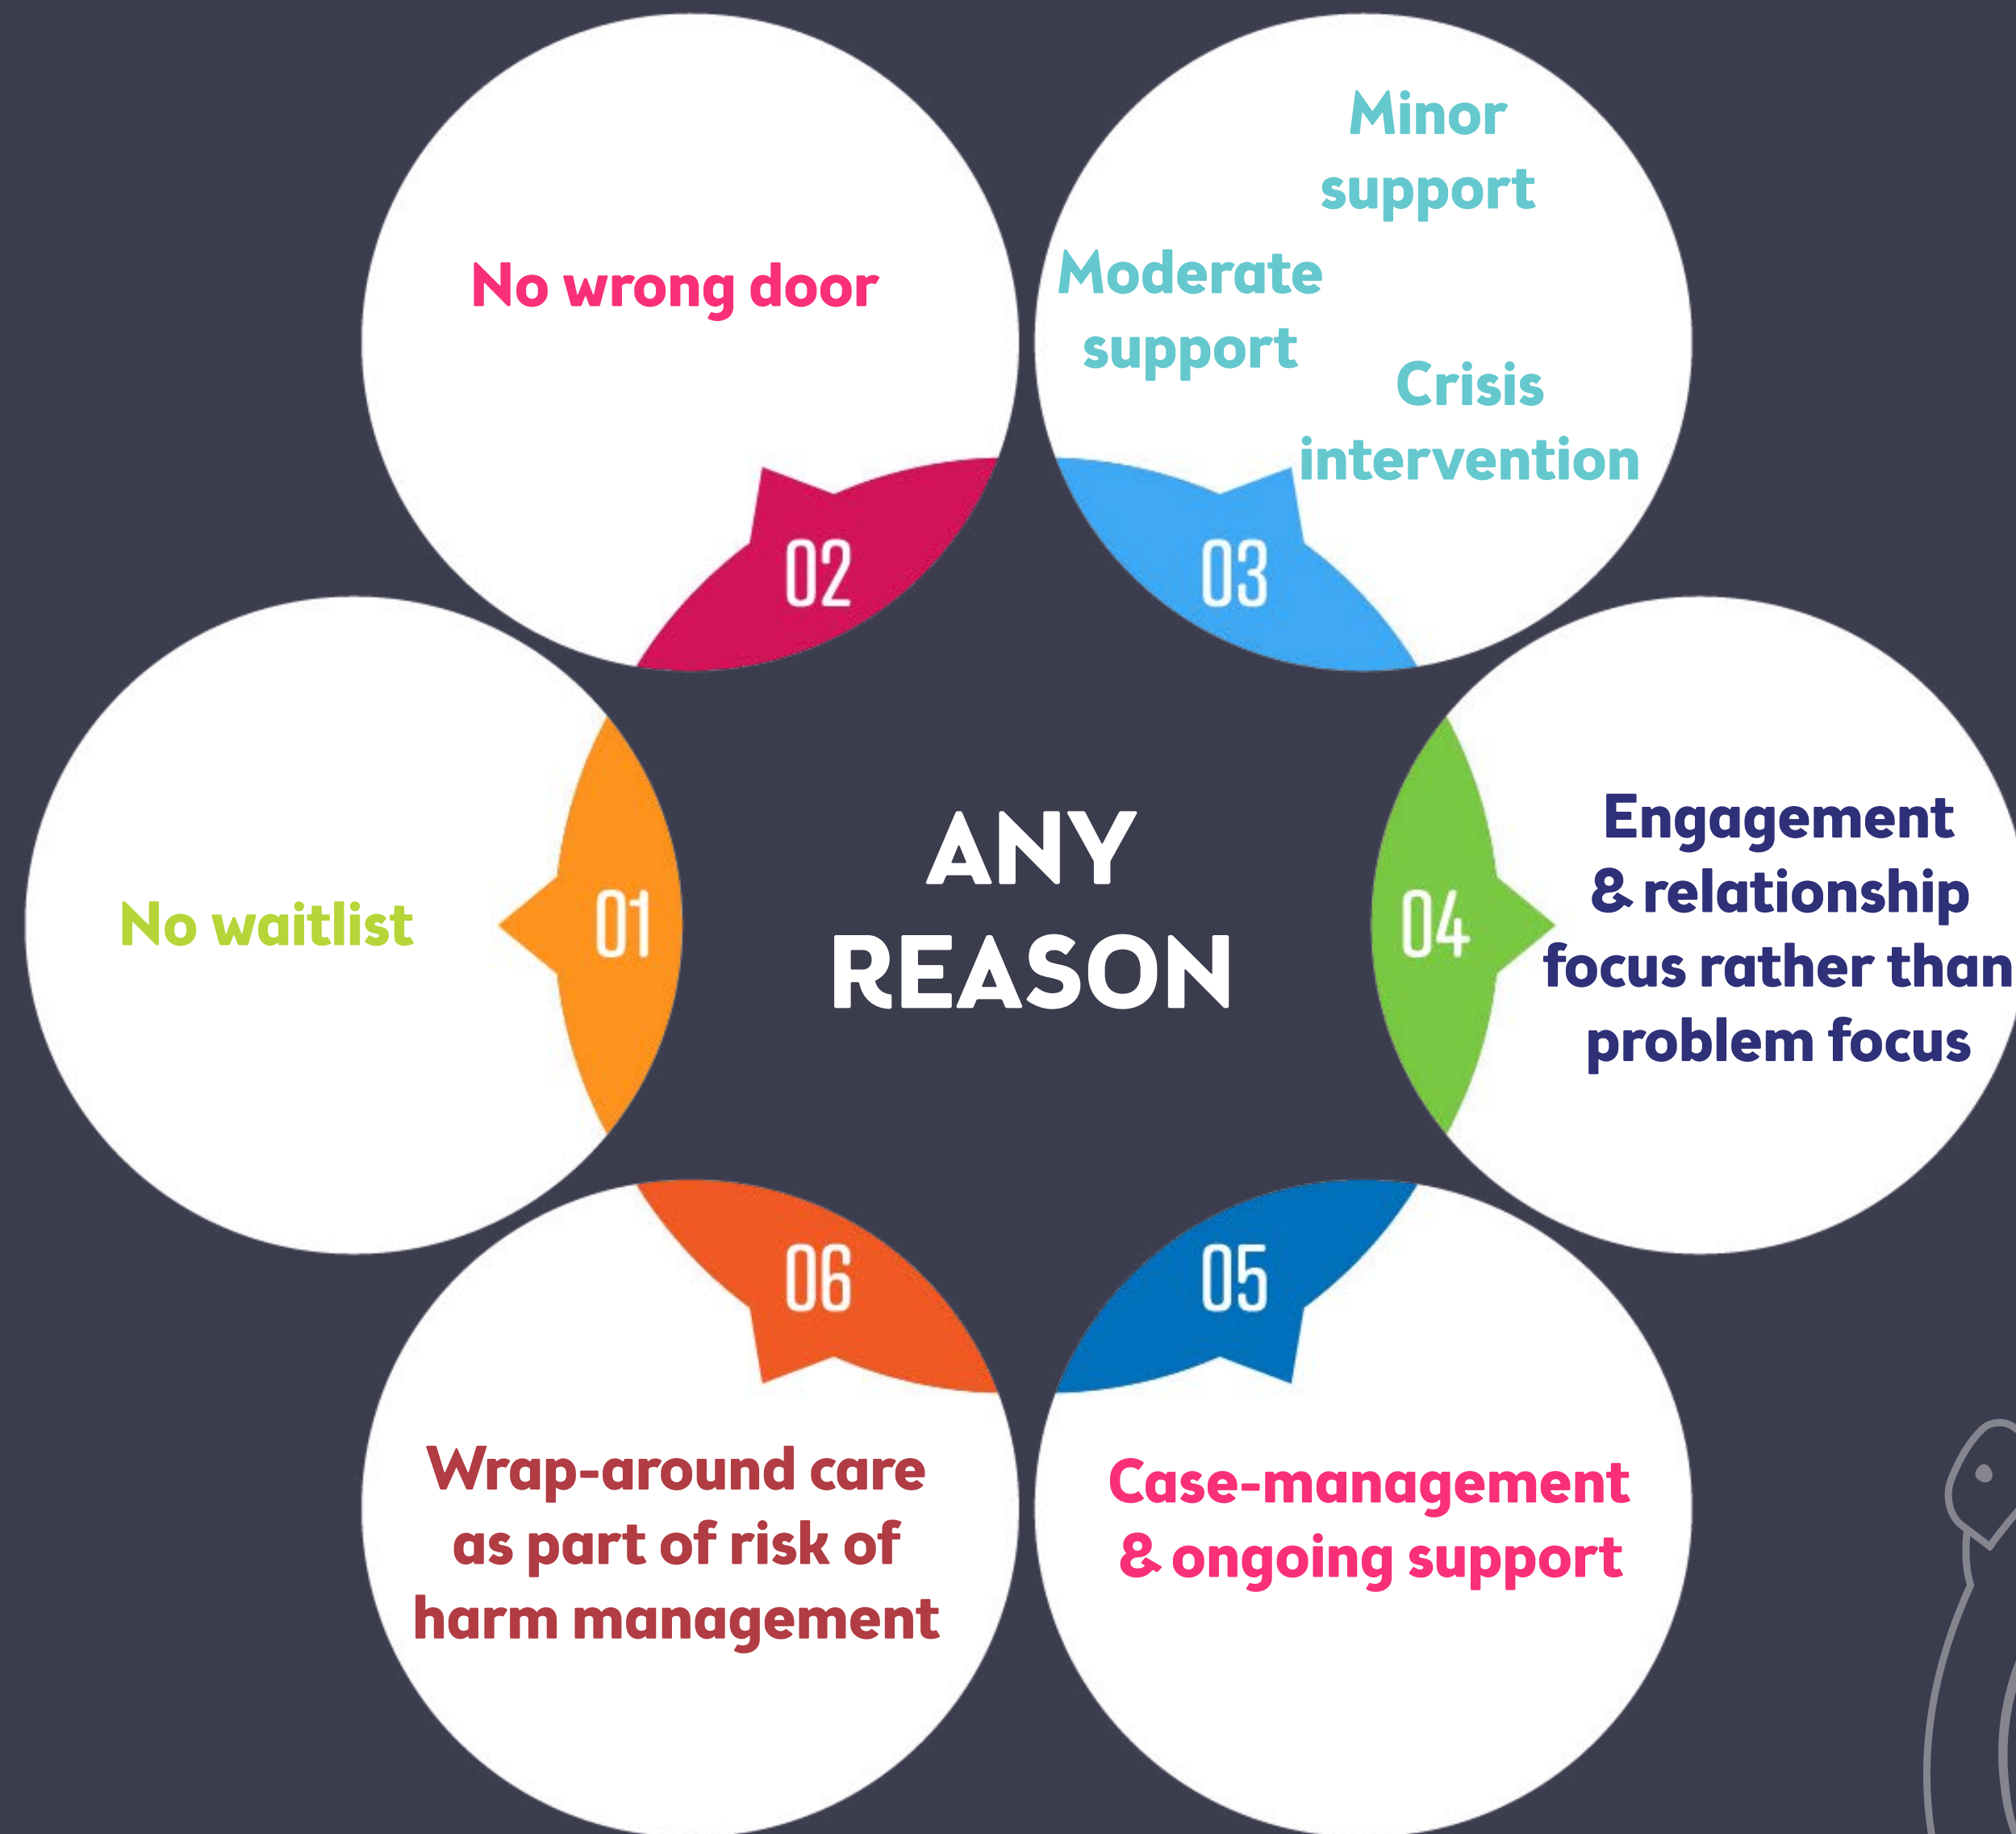 ANY
REASON
01
No waitlist
02
No wrong door
03
Minor
support
Moderate
support
Crisis
intervention
04
Engagement
& relationship
focus rather than
problem focus
05
Case-management
& ongoing support
06
Wrap-around care
as part of risk of
harm management